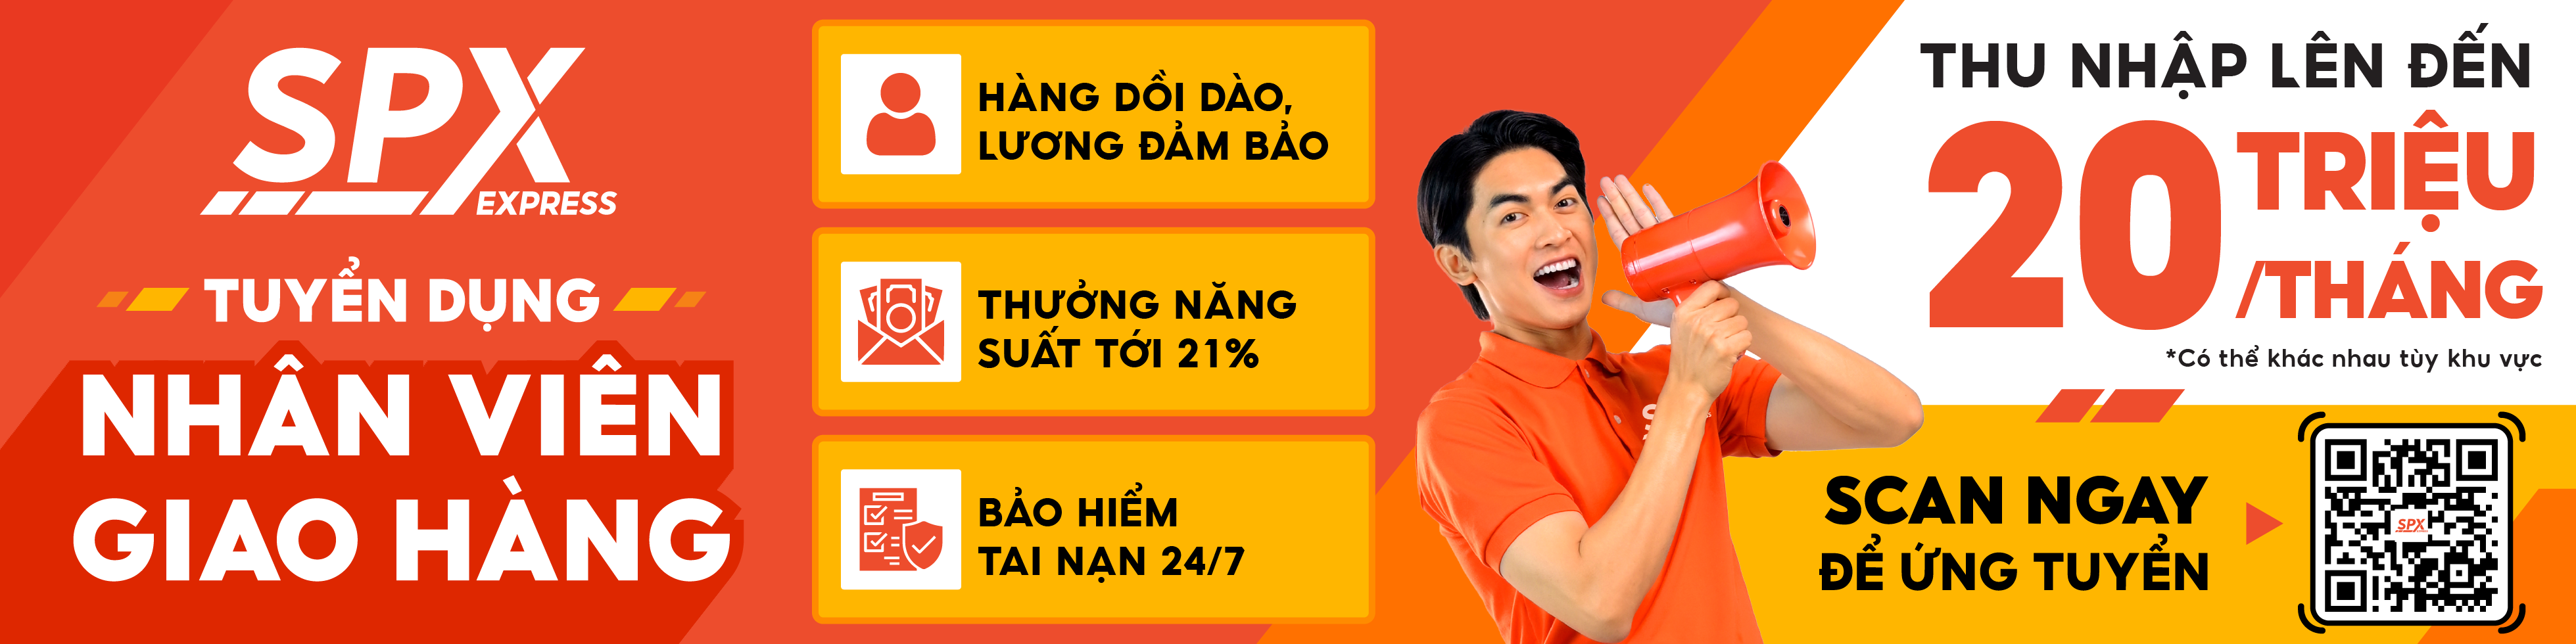 SPX
EXPRESS
TUYỂN DỤNG
NHÂN VIÊN
GIAO HÀNG
HÀNG DỒI DÀO,
LƯƠNG ĐẢM BẢO
THƯỞNG NĂNG
SUẤT TỚI 21%
BẢO HIỂM
TAI NẠN 24/7
THU NHẬP LÊN ĐẾN
20 TRIỆU
/THÁNG
*Có thể khác nhau tùy khu vực
SCAN NGAY
ĐỂ ỨNG TUYỂN
SPX